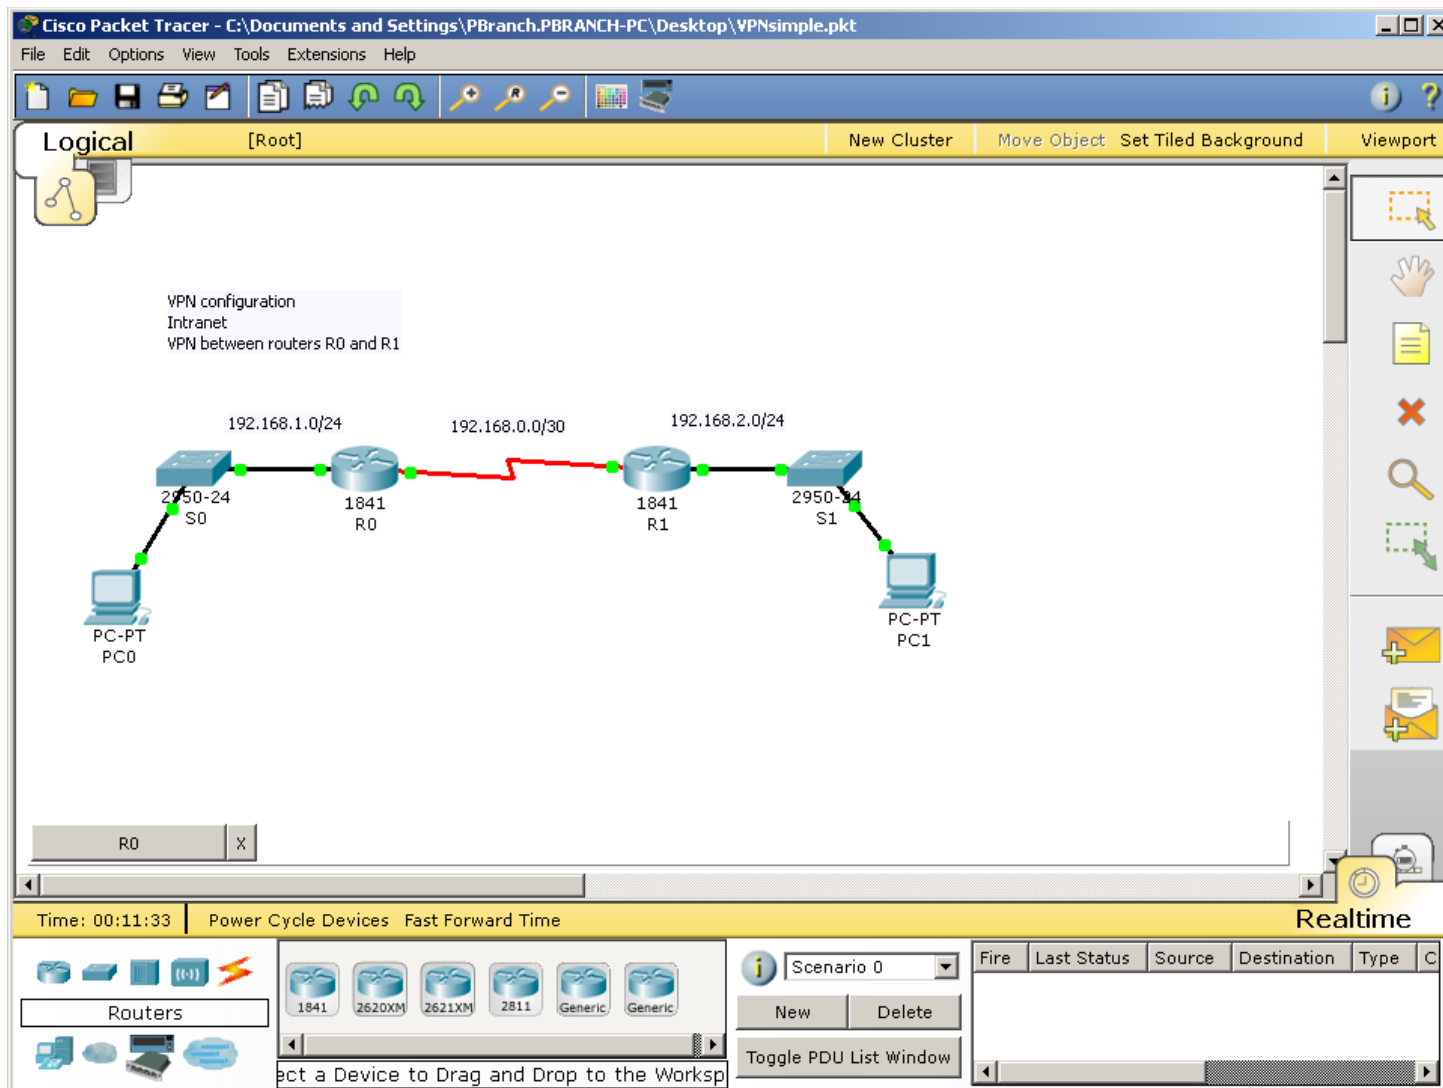 Cisco Packet Tracer - C:\Documents and Settings\PBranch.PBRANCH-PC\Desktop\VPNsimple.pkt
File Edit Options View Tools Extensions Help
Logical [Root] New Cluster Move Object Set Tiled Background Viewport
VPN configuration
Intranet
VPN between routers R0 and R1
192.168.1.0/24 192.168.0.0/30 192.168.2.0/24
2950-24
S0
1841
R0
1841
R1
2950-24
S1
PC-PT
PC0
PC-PT
PC1
R0 X
Time: 00:11:33 Power Cycle Devices Fast Forward Time Realtime
Routers
1841 2620XM 2621XM 2811 Generic Generic
ect a Device to Drag and Drop to the Worksp
Scenario 0
New Delete
Toggle PDU List Window
Fire Last Status Source Destination Type C